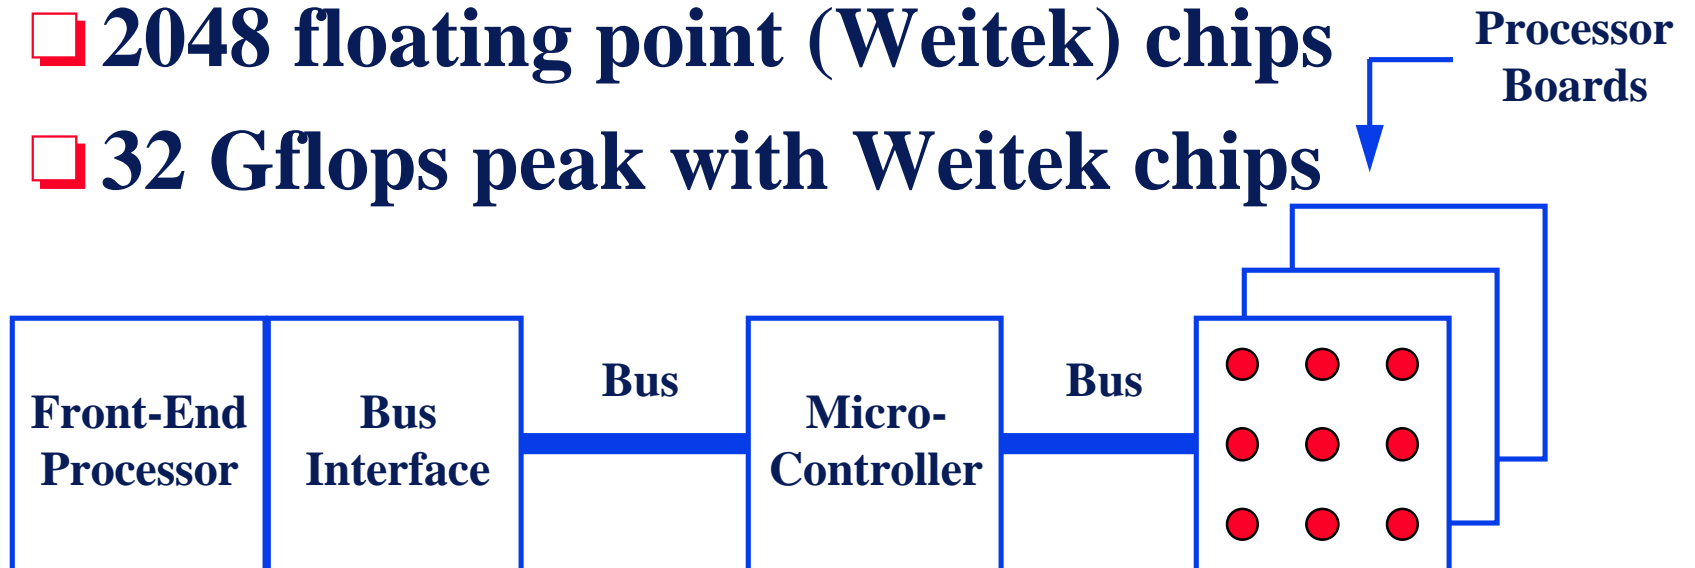 2048 floating point (Weitek) chips
32 Gflops peak with Weitek chips
Processor
Boards
Front-End
Processor
Bus
Interface
Bus
Micro-
Controller
Bus